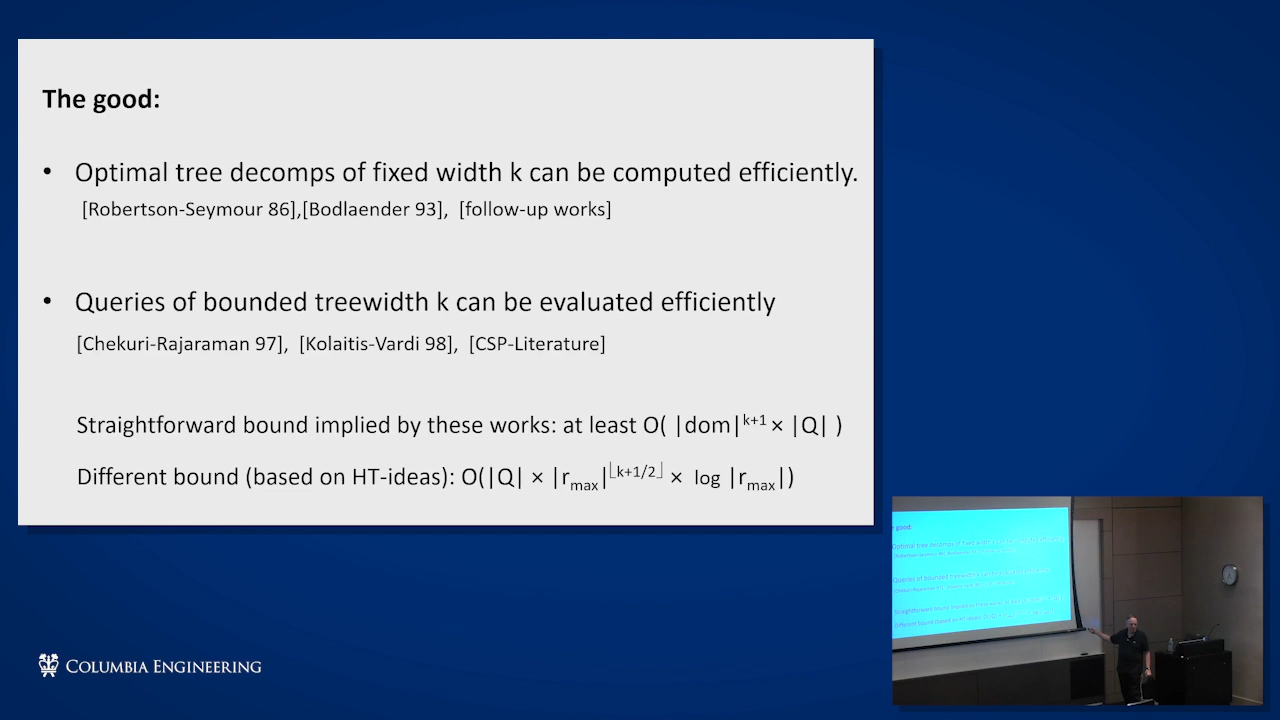 The good:
• Optimal tree decomps of fixed width k can be computed efficiently.
[Robertson-Seymour 86],[Bodlaender 93], [follow-up works]
• Queries of bounded treewidth k can be evaluated efficiently
[Chekuri-Rajaraman 97], [Kolaitis-Vardi 98], [CSP-Literature]
Straightforward bound implied by these works: at least O( |dom|ᵏ⁺¹ × |Q| )
Different bound (based on HT-ideas): O(|Q| × |r_max|^⌊k+1/2⌋ × log |r_max|)
COLUMBIA ENGINEERING